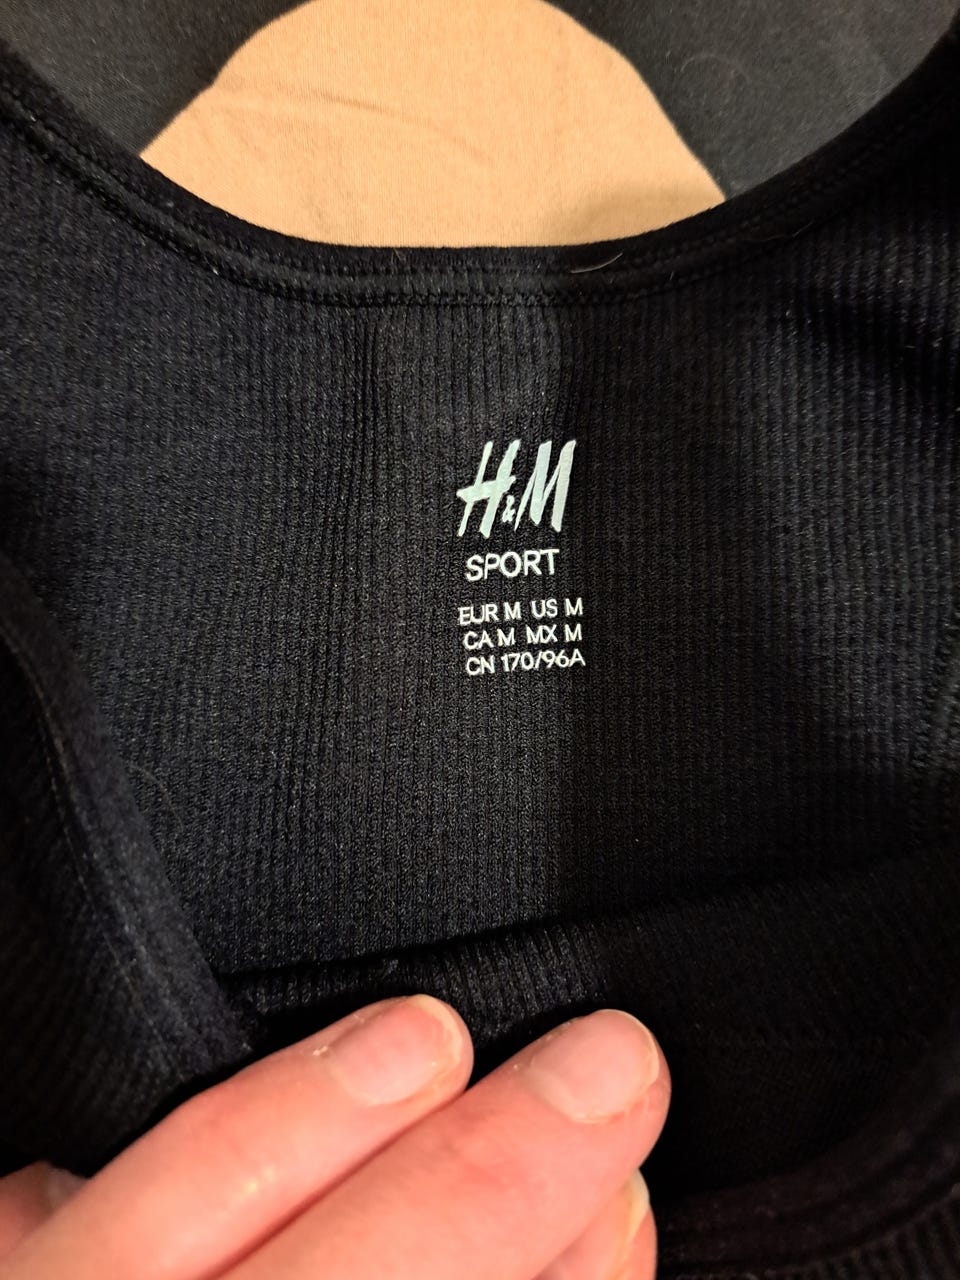 H&M
SPORT
EUR M US M
CA M MX M
CN 170/96A